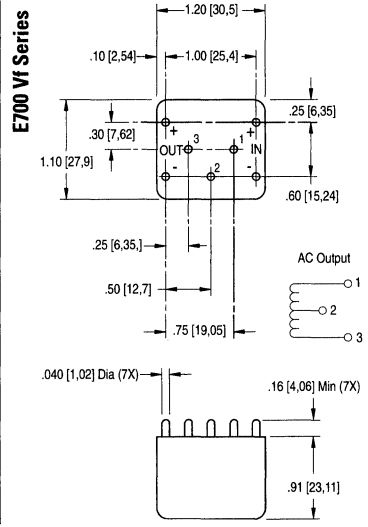 E700 Vf Series
1.20 [30,5]
.10 [2,54]
1.00 [25,4]
.25 [6,35]
.30 [7,62]
+ +
3 1
OUT IN
1.10 [27,9]
- 2 -
.60 [15,24]
.25 [6,35,]
AC Output
.50 [12,7]
1
2
.75 [19,05]
3
.040 [1,02] Dia (7X)
.16 [4,06] Min (7X)
.91 [23,11]